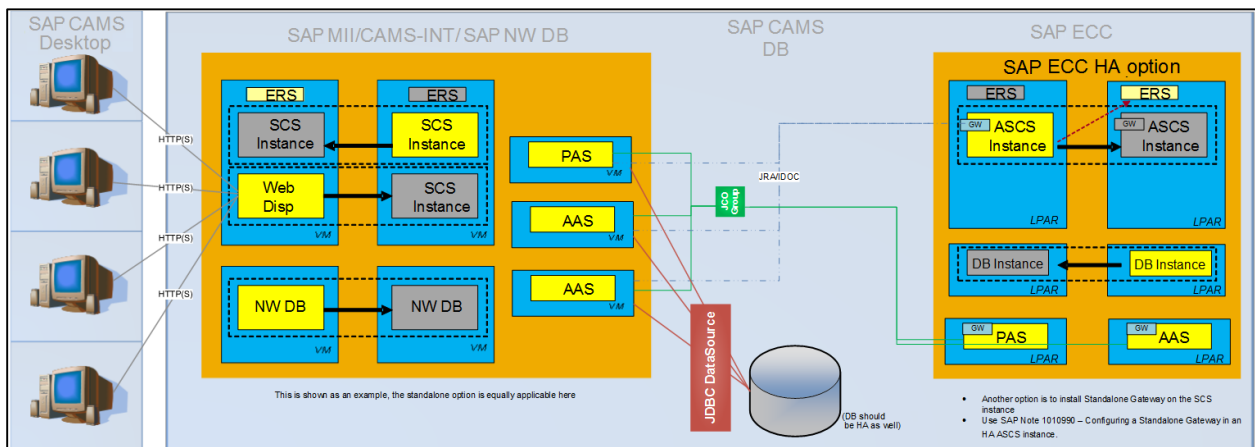 SAP CAMS
Desktop
SAP MII/CAMS-INT/ SAP NW DB
SAP CAMS
DB
SAP ECC
HTTP(S)
HTTP(S)
HTTP(S)
HTTP(S)
ERS
SCS
Instance
ERS
SCS
Instance
Web
Disp
VM
SCS
Instance
VM
NW DB
VM
NW DB
VM
PAS
VM
AAS
VM
AAS
VM
This is shown as an example, the standalone option is equally applicable here
JRA/IDOC
JCO
Group
JDBC DataSource
(DB should
be HA as well)
SAP ECC HA option
ERS
GW
ASCS
Instance
LPAR
ERS
GW
ASCS
Instance
LPAR
DB Instance
LPAR
DB Instance
LPAR
GW
PAS
LPAR
GW
AAS
LPAR
• Another option is to install Standalone Gateway on the SCS
instance
• Use SAP Note 1010990 – Configuring a Standalone Gateway in an
HA ASCS instance.